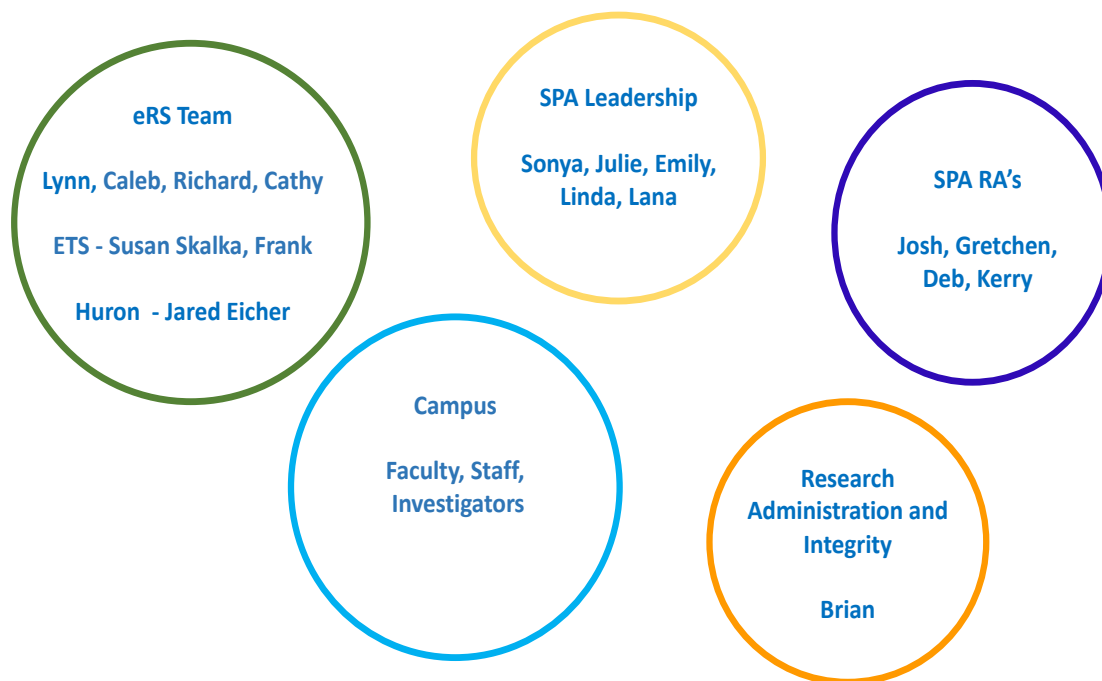 eRS Team
Lynn, Caleb, Richard, Cathy
ETS - Susan Skalka, Frank
Huron  - Jared Eicher
SPA Leadership
Sonya, Julie, Emily,
Linda, Lana
SPA RA’s
Josh, Gretchen,
Deb, Kerry
Campus
Faculty, Staff,
Investigators
Research
Administration and
Integrity
Brian